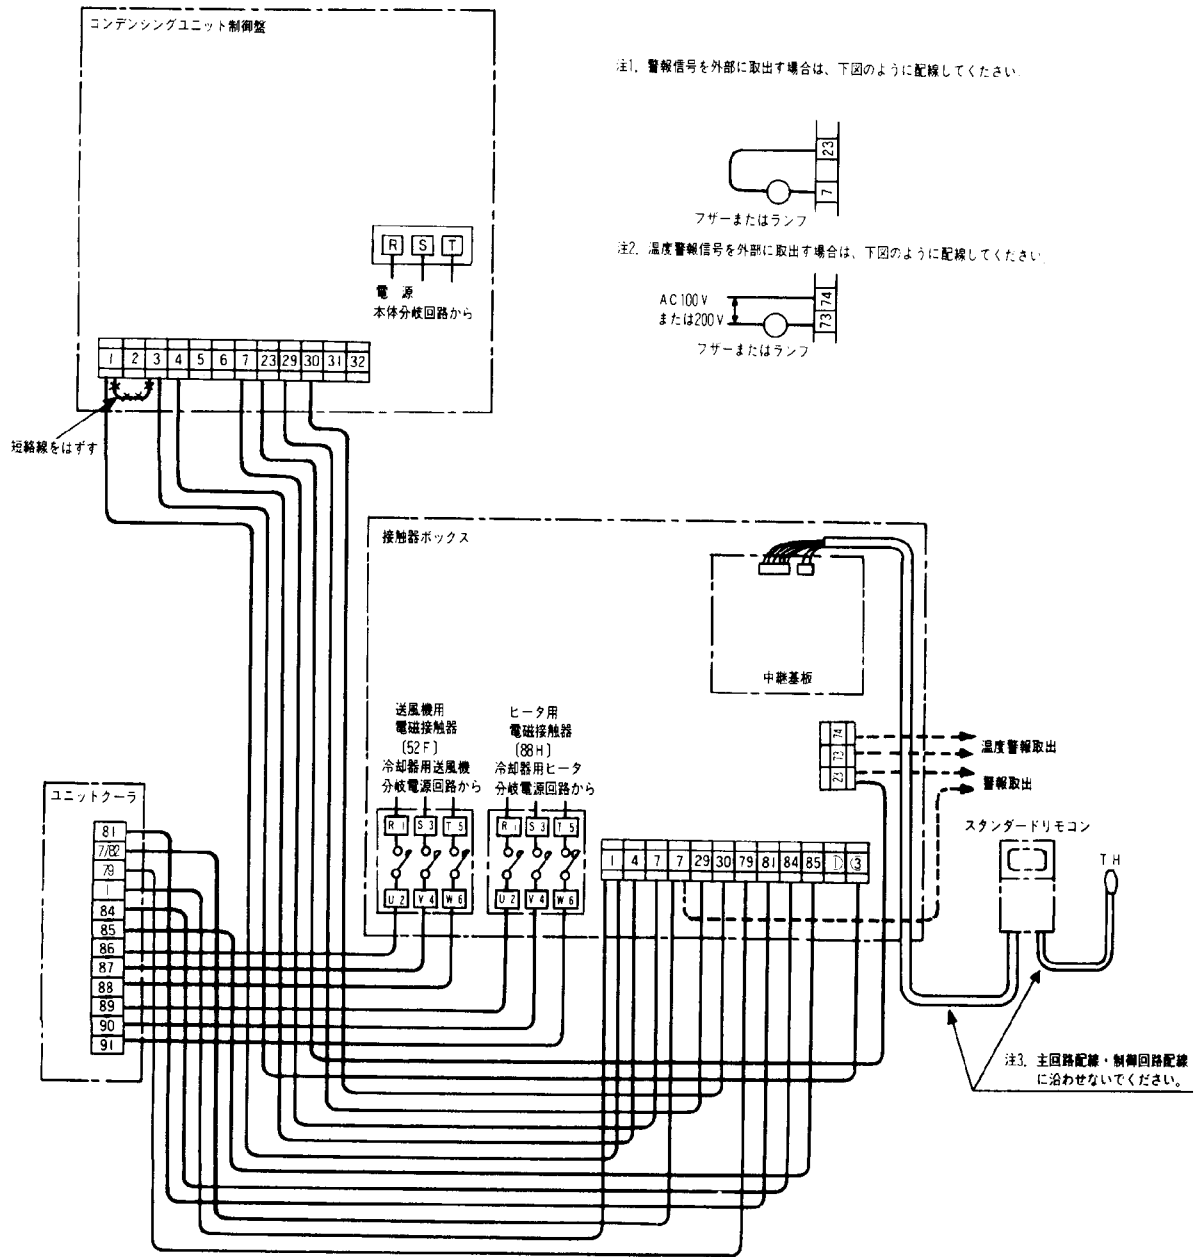 コンデンシングユニット制御盤
R S T
電 源
本体分岐回路から
1 2 3 4 5 6 7 23 29 30 31 32
短絡線をはずす
注1. 警報信号を外部に取出す場合は、下図のように配線してください
23
7
フザーまたはランフ
注2. 温度警報信号を外部に取出す場合は、下図のように配線してくださぃ.
AC100V
または200V
74
73
フザーまたはランフ
接触器ボックス
中継基板
送風機用
電磁接触器
(52F)
冷却器用送風機
分岐電源回路から
R1 S3 T5
U2 V4 W6
ヒータ用
電磁接触器
(88H)
冷却器用ヒータ
分岐電源回路から
R1 S3 T5
U2 V4 W6
74
73
23
温度警報取出
警報取出
1 4 7 7 29 30 79 81 84 85 ① ③
ユニットクーラ
81
7/82
79
1
84
85
86
87
88
89
90
91
スタンダードリモコン
TH
注3. 主回路配線・制御回路配線
に沿わせないでください。